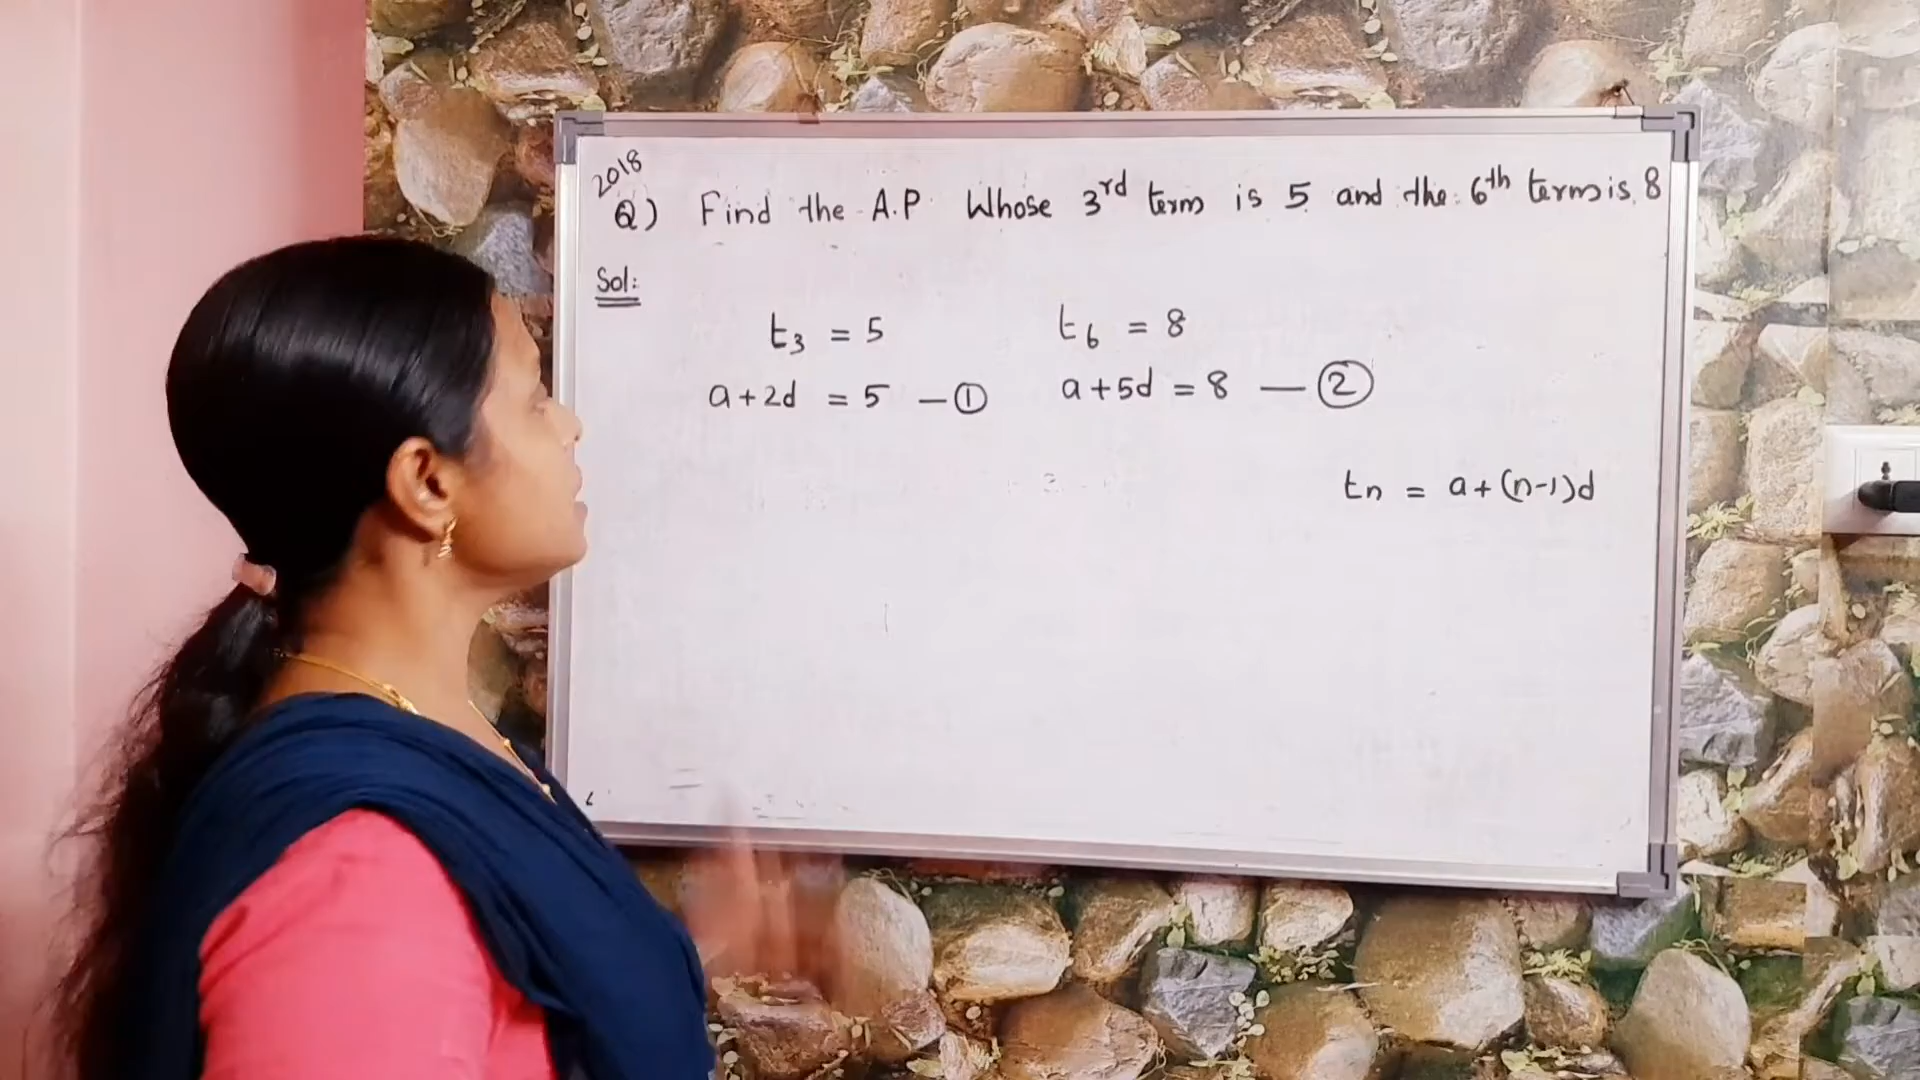 2018
Q) Find the A.P. Whose 3rd term is 5 and the 6th term is 8
Sol:
t3 = 5 t6 = 8
a+2d = 5 — ① a+5d = 8 — ②
tn = a+(n-1)d